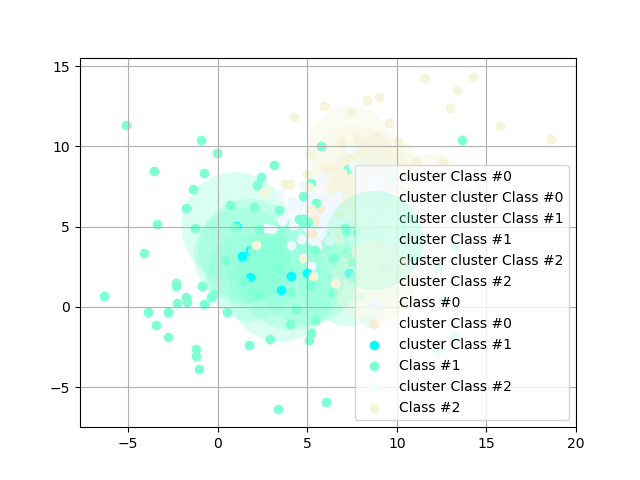 15
10
5
0
−5
−5
0
5
10
15
20
cluster Class #0
cluster cluster Class #0
cluster cluster Class #1
cluster Class #1
cluster cluster Class #2
cluster Class #2
Class #0
cluster Class #0
cluster Class #1
Class #1
cluster Class #2
Class #2